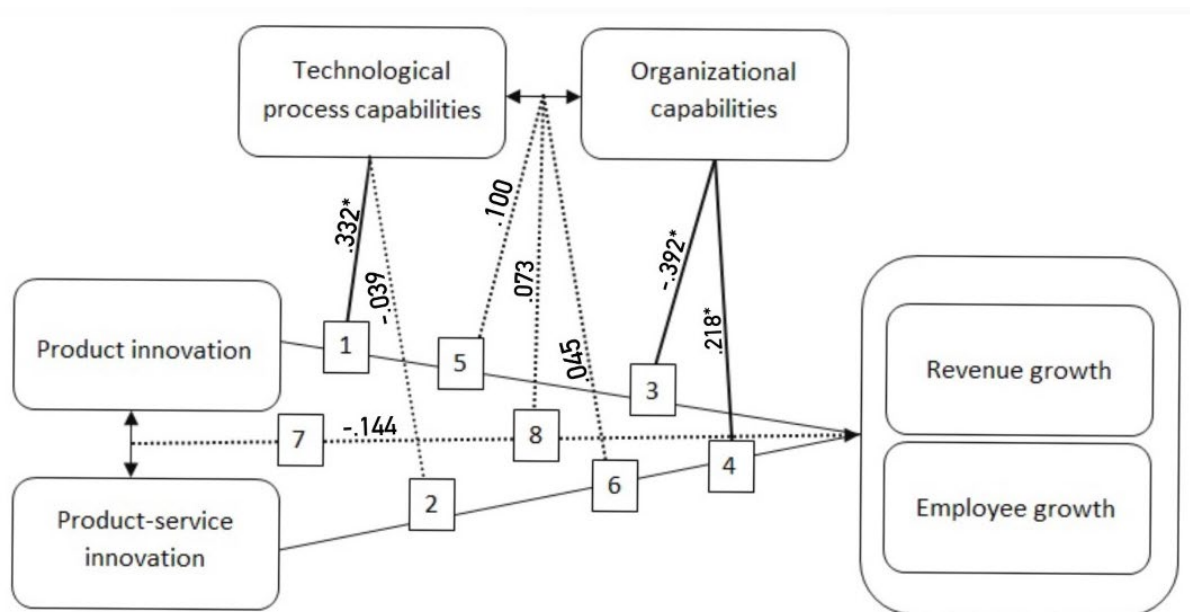 Technological
process capabilities
Organizational
capabilities
.332*
-.039
.100
.073
.045
-.392*
.218*
Product innovation
1
5
3
Revenue growth
7
-.144
8
4
2
6
Product-service
innovation
Employee growth